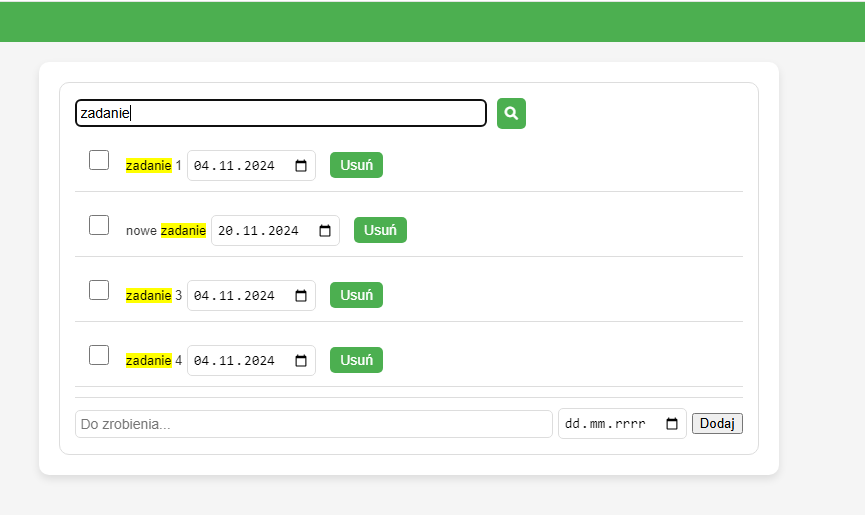 zadanie
zadanie 1 04.11.2024 Usuń
nowe zadanie 20.11.2024 Usuń
zadanie 3 04.11.2024 Usuń
zadanie 4 04.11.2024 Usuń
Do zrobienia... dd.mm.rrrr Dodaj